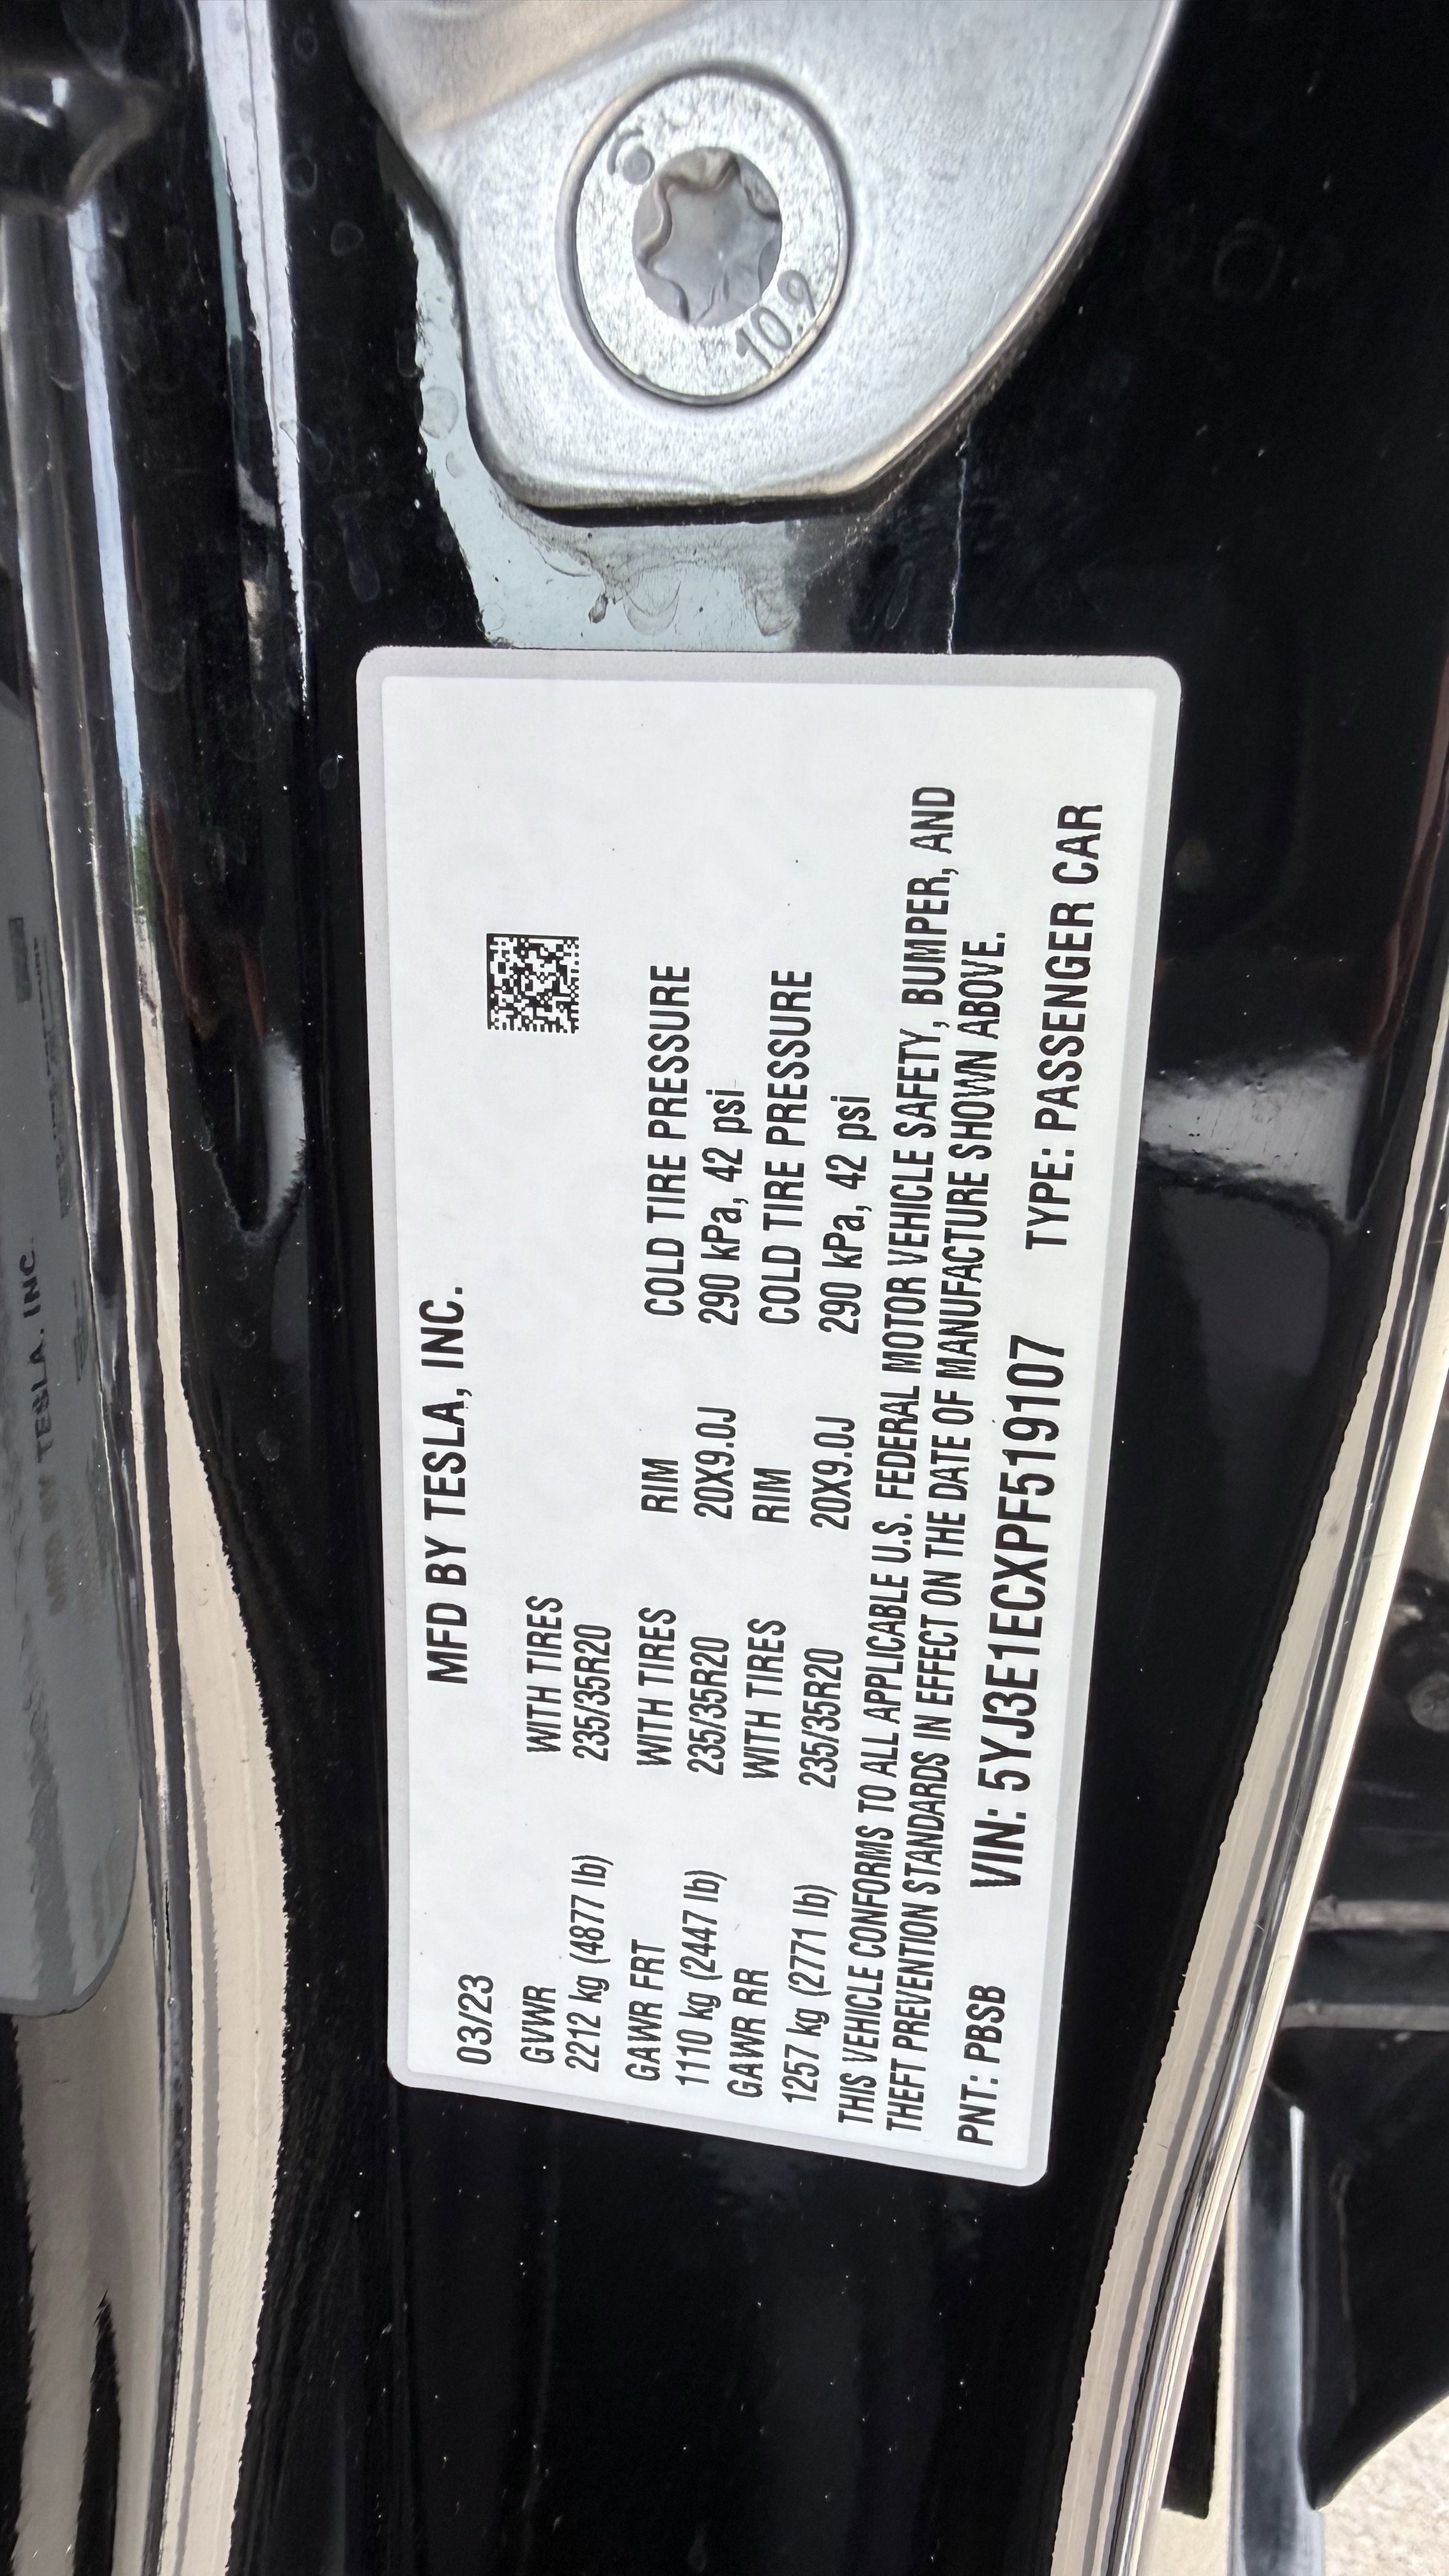 10.9
MFD BY TESLA, INC.
03/23
GVWR WITH TIRES
2212 kg (4877 lb) 235/35R20
GAWR FRT WITH TIRES RIM COLD TIRE PRESSURE
1110 kg (2447 lb) 235/35R20 20X9.0J 290 kPa, 42 psi
GAWR RR WITH TIRES RIM COLD TIRE PRESSURE
1257 kg (2771 lb) 235/35R20 20X9.0J 290 kPa, 42 psi
THIS VEHICLE CONFORMS TO ALL APPLICABLE U.S. FEDERAL MOTOR VEHICLE SAFETY, BUMPER, AND
THEFT PREVENTION STANDARDS IN EFFECT ON THE DATE OF MANUFACTURE SHOWN ABOVE.
PNT: PBSB VIN: 5YJ3E1ECXPF519107 TYPE: PASSENGER CAR
MFD BY TESLA, INC.